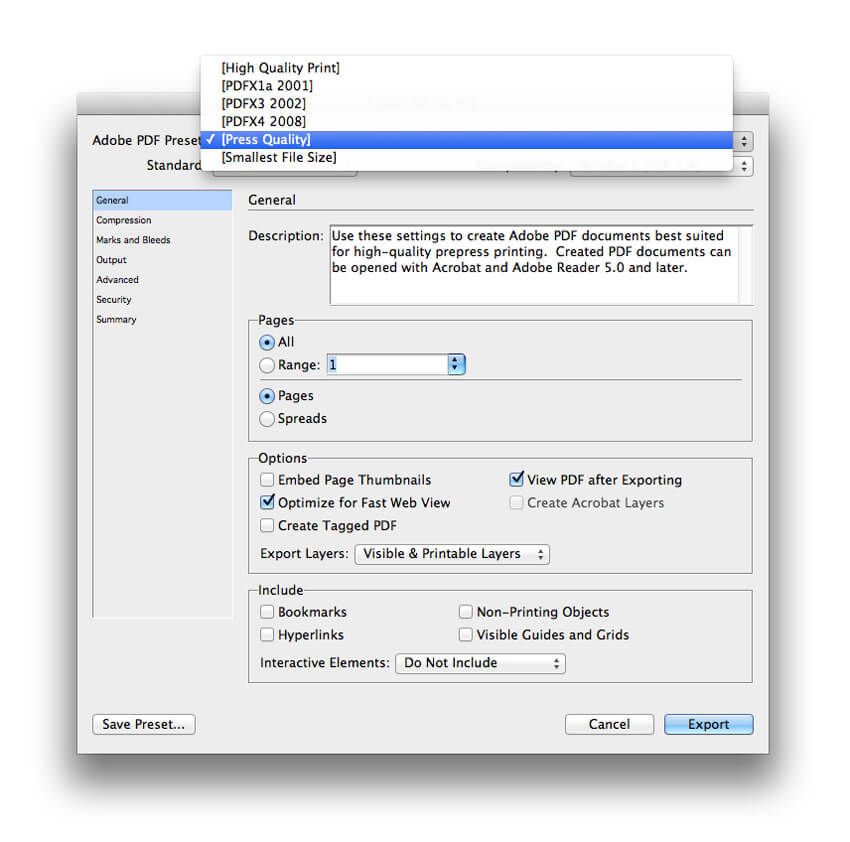 [High Quality Print]
[PDFX1a 2001]
[PDFX3 2002]
[PDFX4 2008]
Adobe PDF Preset ✓ [Press Quality]
Standard [Smallest File Size]
General
Compression
Marks and Bleeds
Output
Advanced
Security
Summary
General
Description: Use these settings to create Adobe PDF documents best suited
for high-quality prepress printing. Created PDF documents can
be opened with Acrobat and Adobe Reader 5.0 and later.
Pages
All
Range: 1
Pages
Spreads
Options
Embed Page Thumbnails View PDF after Exporting
Optimize for Fast Web View Create Acrobat Layers
Create Tagged PDF
Export Layers: Visible & Printable Layers
Include
Bookmarks Non-Printing Objects
Hyperlinks Visible Guides and Grids
Interactive Elements: Do Not Include
Save Preset... Cancel Export